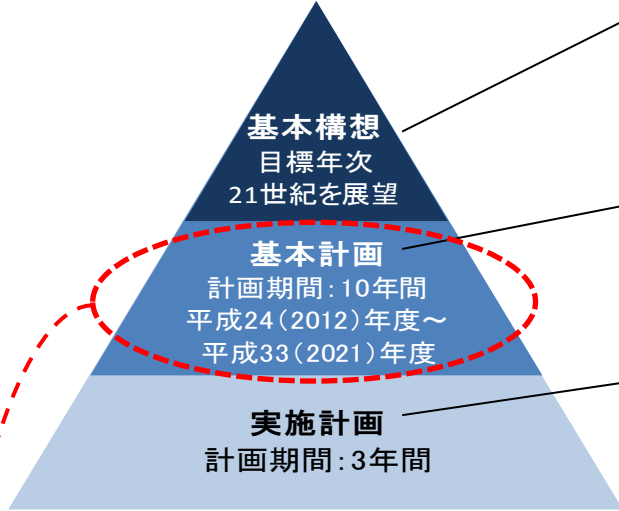 基本構想
目標年次
21世紀を展望
基本計画
計画期間：10年間
平成24（2012）年度～
平成33（2021）年度
実施計画
計画期間：3年間